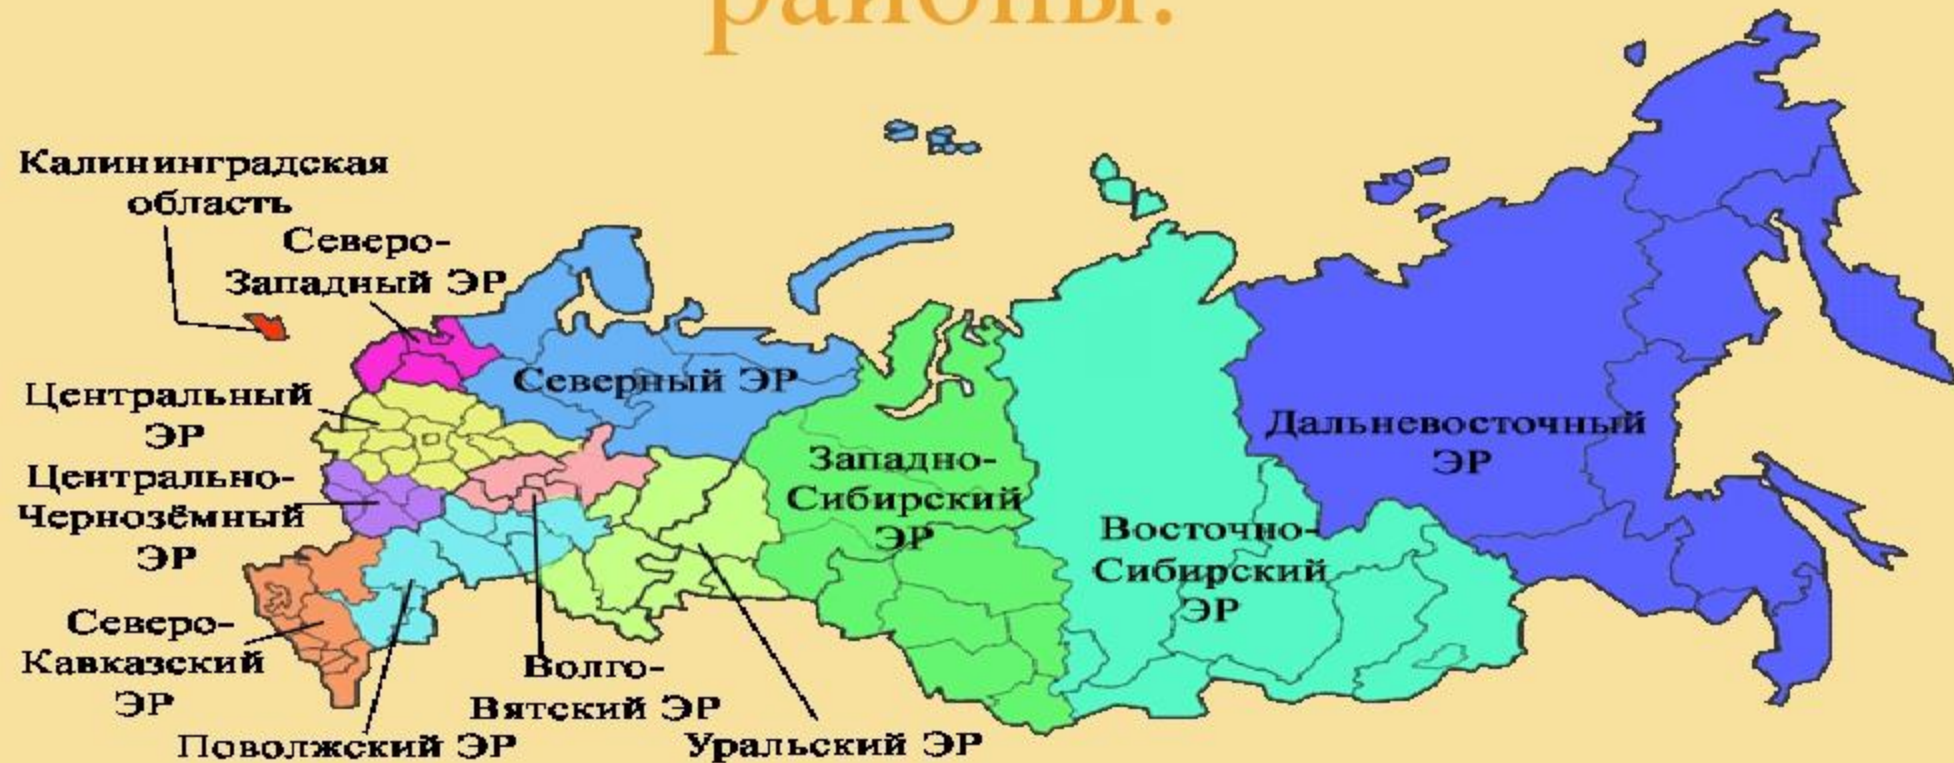 районы.
Калининградская
область
Северо-
Западный ЭР
Центральный
ЭР
Центрально-
Чернозёмный
ЭР
Северо-
Кавказский
ЭР
Поволжский ЭР
Волго-
Вятский ЭР
Уральский ЭР
Северный ЭР
Западно-
Сибирский
ЭР
Восточно-
Сибирский
ЭР
Дальневосточный
ЭР